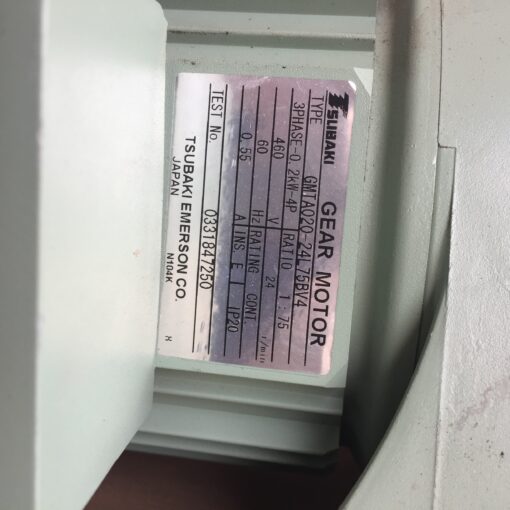 TSUBAKI GEAR MOTOR
TYPE GMTA020-24L75BV4
3PHASE-0.2kW-4P RATIO 1:75
460 V 24 r/min
60 Hz RATING CONT
0.55 A INS E IP20
TEST No. 0331847250
TSUBAKI EMERSON CO.
JAPAN N104K